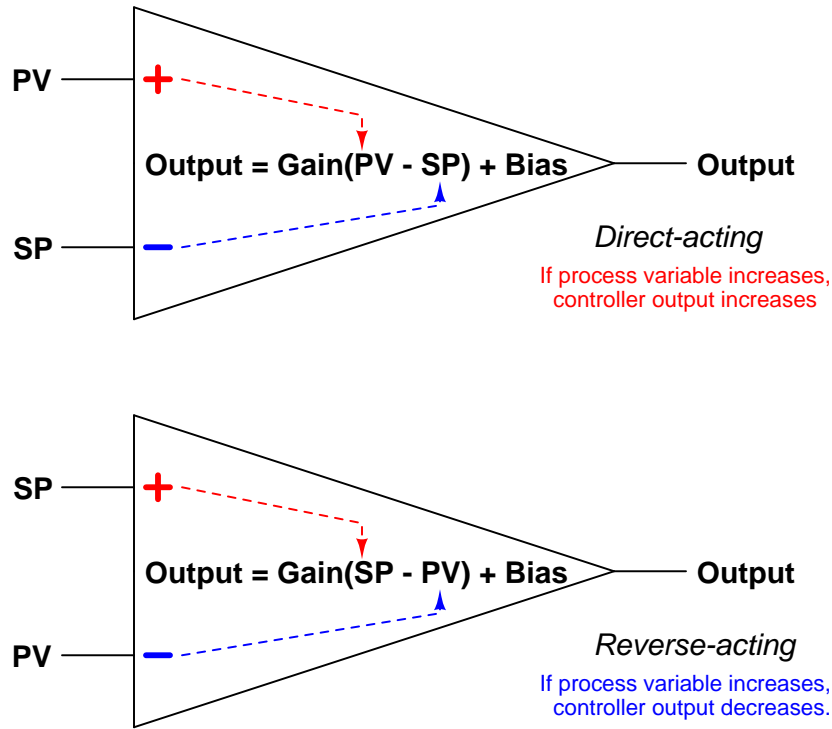 PV
+
Output = Gain(PV - SP) + Bias
Output
SP
−
Direct-acting
If process variable increases,
controller output increases
SP
+
Output = Gain(SP - PV) + Bias
Output
PV
−
Reverse-acting
If process variable increases,
controller output decreases.